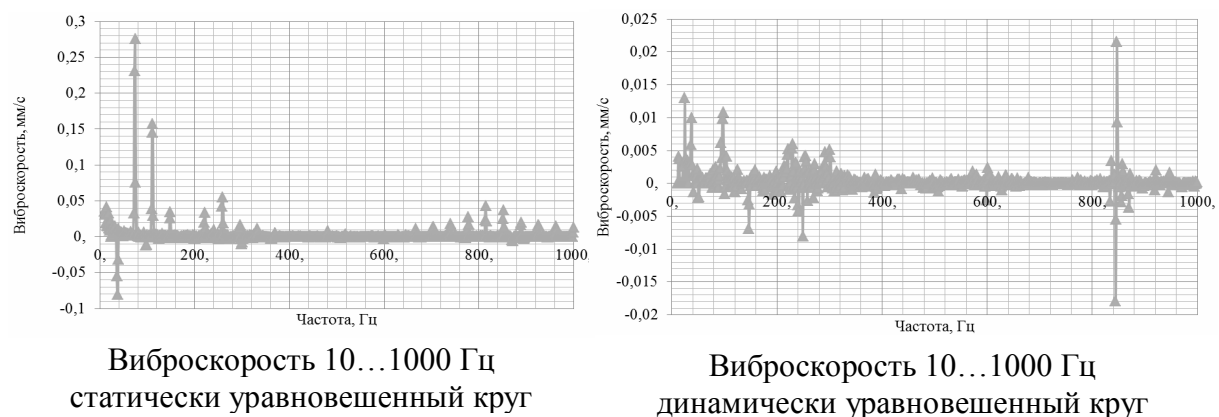 0,3
0,25
0,2
0,15
0,1
0,05
0,
-0,05
-0,1
0, 200, 400, 600, 800, 1000,
Виброскорость, мм/с
Частота, Гц
Виброскорость 10…1000 Гц
статически уравновешенный круг
0,025
0,02
0,015
0,01
0,005
0,
-0,005
-0,01
-0,015
-0,02
0, 200, 400, 600, 800, 1000,
Виброскорость, мм/с
Частота, Гц
Виброскорость 10…1000 Гц
динамически уравновешенный круг